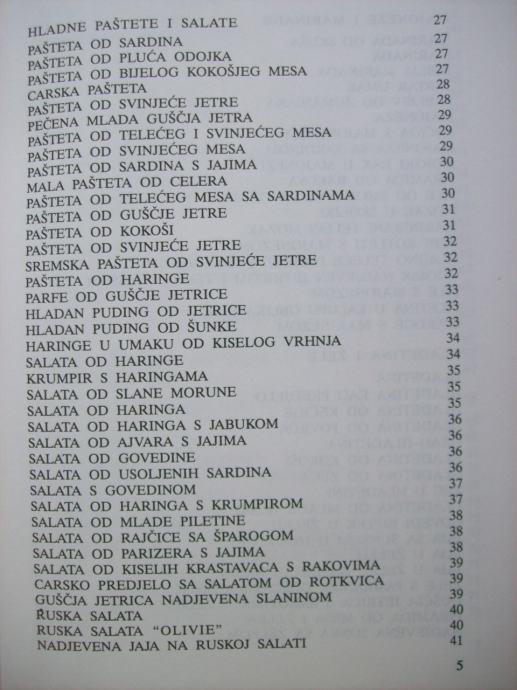 HLADNE PAŠTETE I SALATE 27
PAŠTETA OD SARDINA 27
PAŠTETA OD PLUĆA ODOJKA 27
PAŠTETA OD BIJELOG KOKOŠJEG MESA 27
CARSKA PAŠTETA 28
PAŠTETA OD SVINJEĆE JETRE 28
PEČENA MLADA GUŠČJA JETRA 29
PAŠTETA OD TELEĆEG I SVINJEĆEG MESA 29
PAŠTETA OD SVINJEĆEG MESA 29
PAŠTETA OD SARDINA S JAJIMA 30
MALA PAŠTETA OD CELERA 30
PAŠTETA OD TELEĆEG MESA SA SARDINAMA 30
PAŠTETA OD GUŠČJE JETRE 31
PAŠTETA OD KOKOŠI 31
PAŠTETA OD SVINJEĆE JETRE 32
SREMSKA PAŠTETA OD SVINJEĆE JETRE 32
PAŠTETA OD HARINGE 32
PARFE OD GUŠČJE JETRICE 33
HLADAN PUDING OD JETRICE 33
HLADAN PUDING OD ŠUNKE 33
HARINGE U UMAKU OD KISELOG VRHNJA 34
SALATA OD HARINGE 34
KRUMPIR S HARINGAMA 35
SALATA OD SLANE MORUNE 35
SALATA OD HARINGA 35
SALATA OD HARINGA S JABUKOM 36
SALATA OD AJVARA S JAJIMA 36
SALATA OD GOVEDINE 36
SALATA OD USOLJENIH SARDINA 36
SALATA S GOVEDINOM 37
SALATA OD HARINGA S KRUMPIROM 37
SALATA OD MLADE PILETINE 38
SALATA OD RAJČICE SA ŠPAROGOM 38
SALATA OD PARIZERA S JAJIMA 38
SALATA OD KISELIH KRASTAVACA S RAKOVIMA 39
CARSKO PREDJELO SA SALATOM OD ROTKVICA 39
GUŠČJA JETRICA NADJEVENA SLANINOM 39
RUSKA SALATA 40
RUSKA SALATA "OLIVIE" 40
NADJEVENA JAJA NA RUSKOJ SALATI 41
5